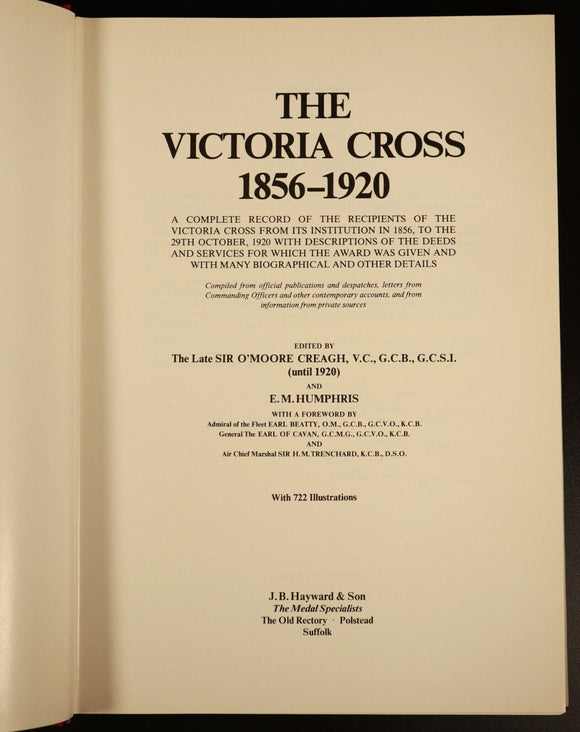 THE
VICTORIA CROSS
1856–1920
A COMPLETE RECORD OF THE RECIPIENTS OF THE
VICTORIA CROSS FROM ITS INSTITUTION IN 1856, TO THE
29TH OCTOBER, 1920 WITH DESCRIPTIONS OF THE DEEDS
AND SERVICES FOR WHICH THE AWARD WAS GIVEN AND
WITH MANY BIOGRAPHICAL AND OTHER DETAILS
Compiled from official publications and despatches, letters from
Commanding Officers and other contemporary accounts, and from
information from private sources
EDITED BY
The Late SIR O'MOORE CREAGH, V.C., G.C.B., G.C.S.I.
(until 1920)
AND
E.M. HUMPHRIS
WITH A FOREWORD BY
Admiral of the Fleet EARL BEATTY, O.M., G.C.B., G.C.V.O., K.C.B.
General The EARL OF CAVAN, G.C.M.G., G.C.V.O., K.C.B.
AND
Air Chief Marshal SIR H.M. TRENCHARD, K.C.B., D.S.O.
With 722 Illustrations
J.B. Hayward & Son
The Medal Specialists
The Old Rectory · Polstead
Suffolk